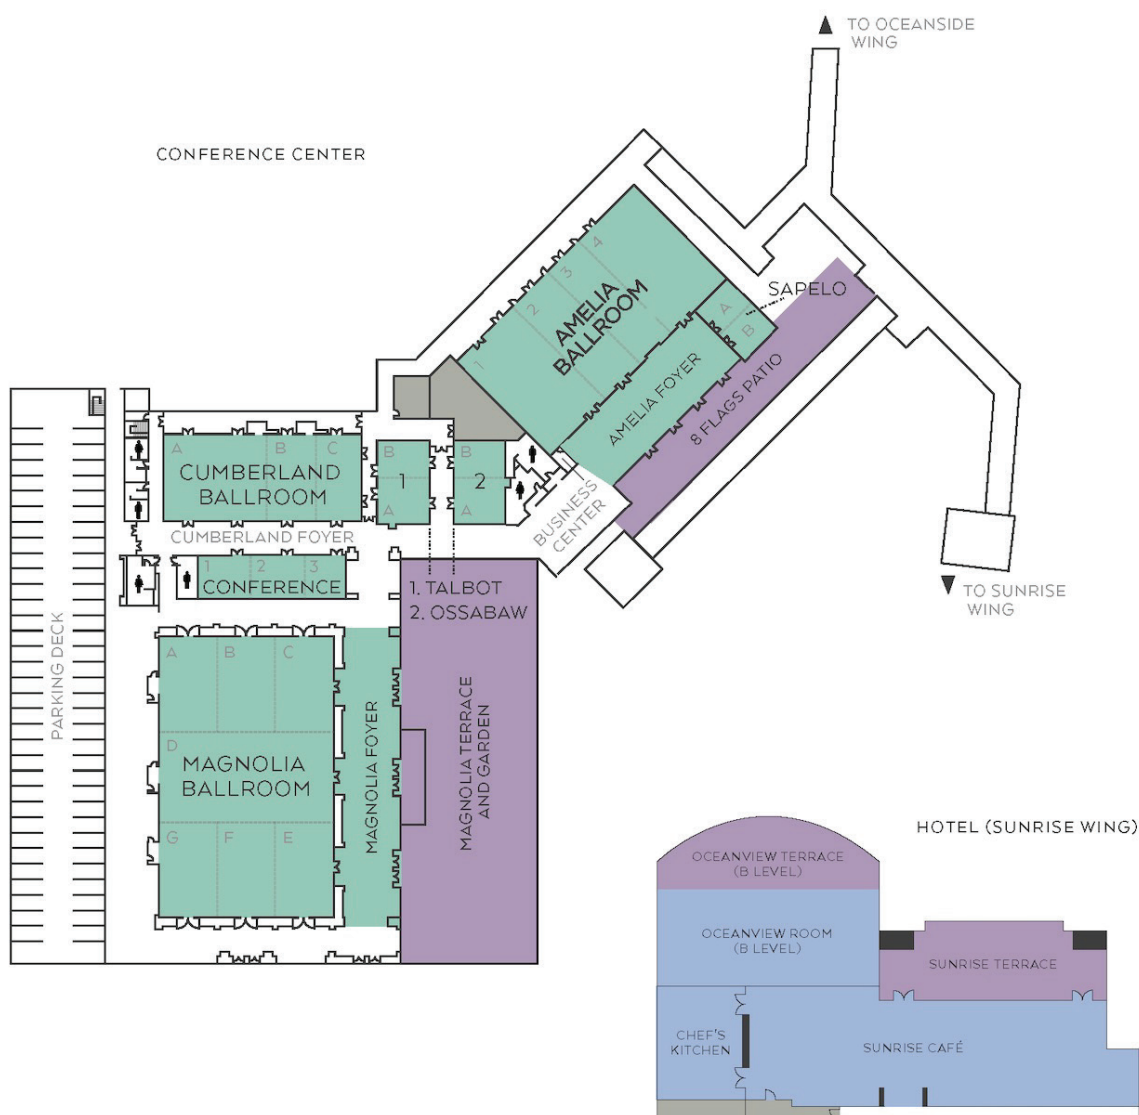 TO OCEANSIDE
WING
CONFERENCE CENTER
4
3
2
1
AMELIA
BALLROOM
SAPELO
A
B
AMELIA FOYER
8 FLAGS PATIO
A
B
C
CUMBERLAND
BALLROOM
B
1
A
B
2
A
BUSINESS
CENTER
CUMBERLAND FOYER
1
2
3
CONFERENCE
1. TALBOT
2. OSSABAW
TO SUNRISE
WING
PARKING DECK
A
B
C
D
MAGNOLIA
BALLROOM
G
F
E
MAGNOLIA FOYER
MAGNOLIA TERRACE
AND GARDEN
HOTEL (SUNRISE WING)
OCEANVIEW TERRACE
(B LEVEL)
OCEANVIEW ROOM
(B LEVEL)
SUNRISE TERRACE
CHEF'S
KITCHEN
SUNRISE CAFÉ